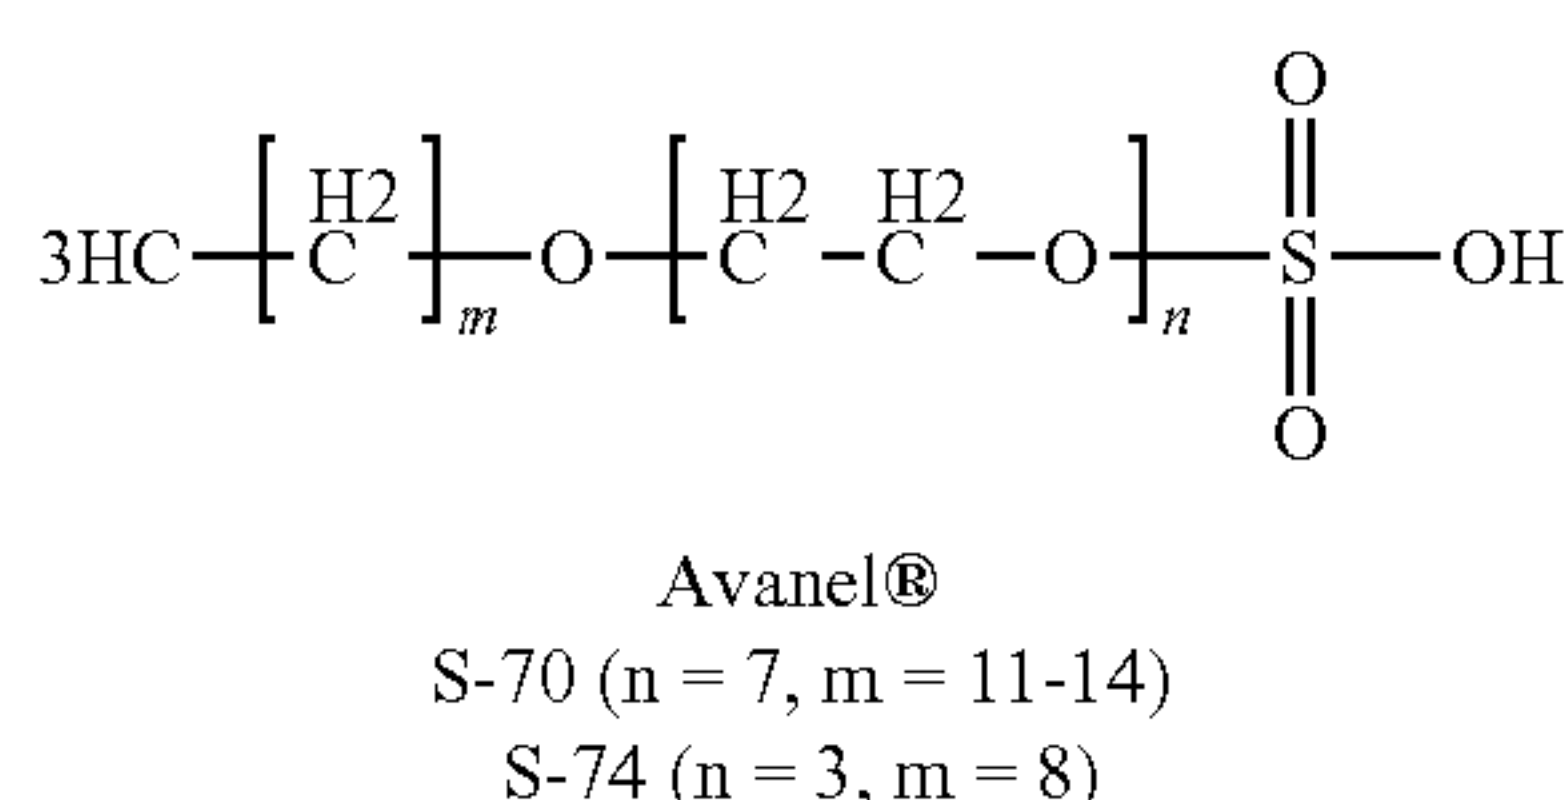 O
H2 H2 H2
3HC C O C C O S OH
m n
O
Avanel®
S-70 (n = 7, m = 11-14)
S-74 (n = 3, m = 8)